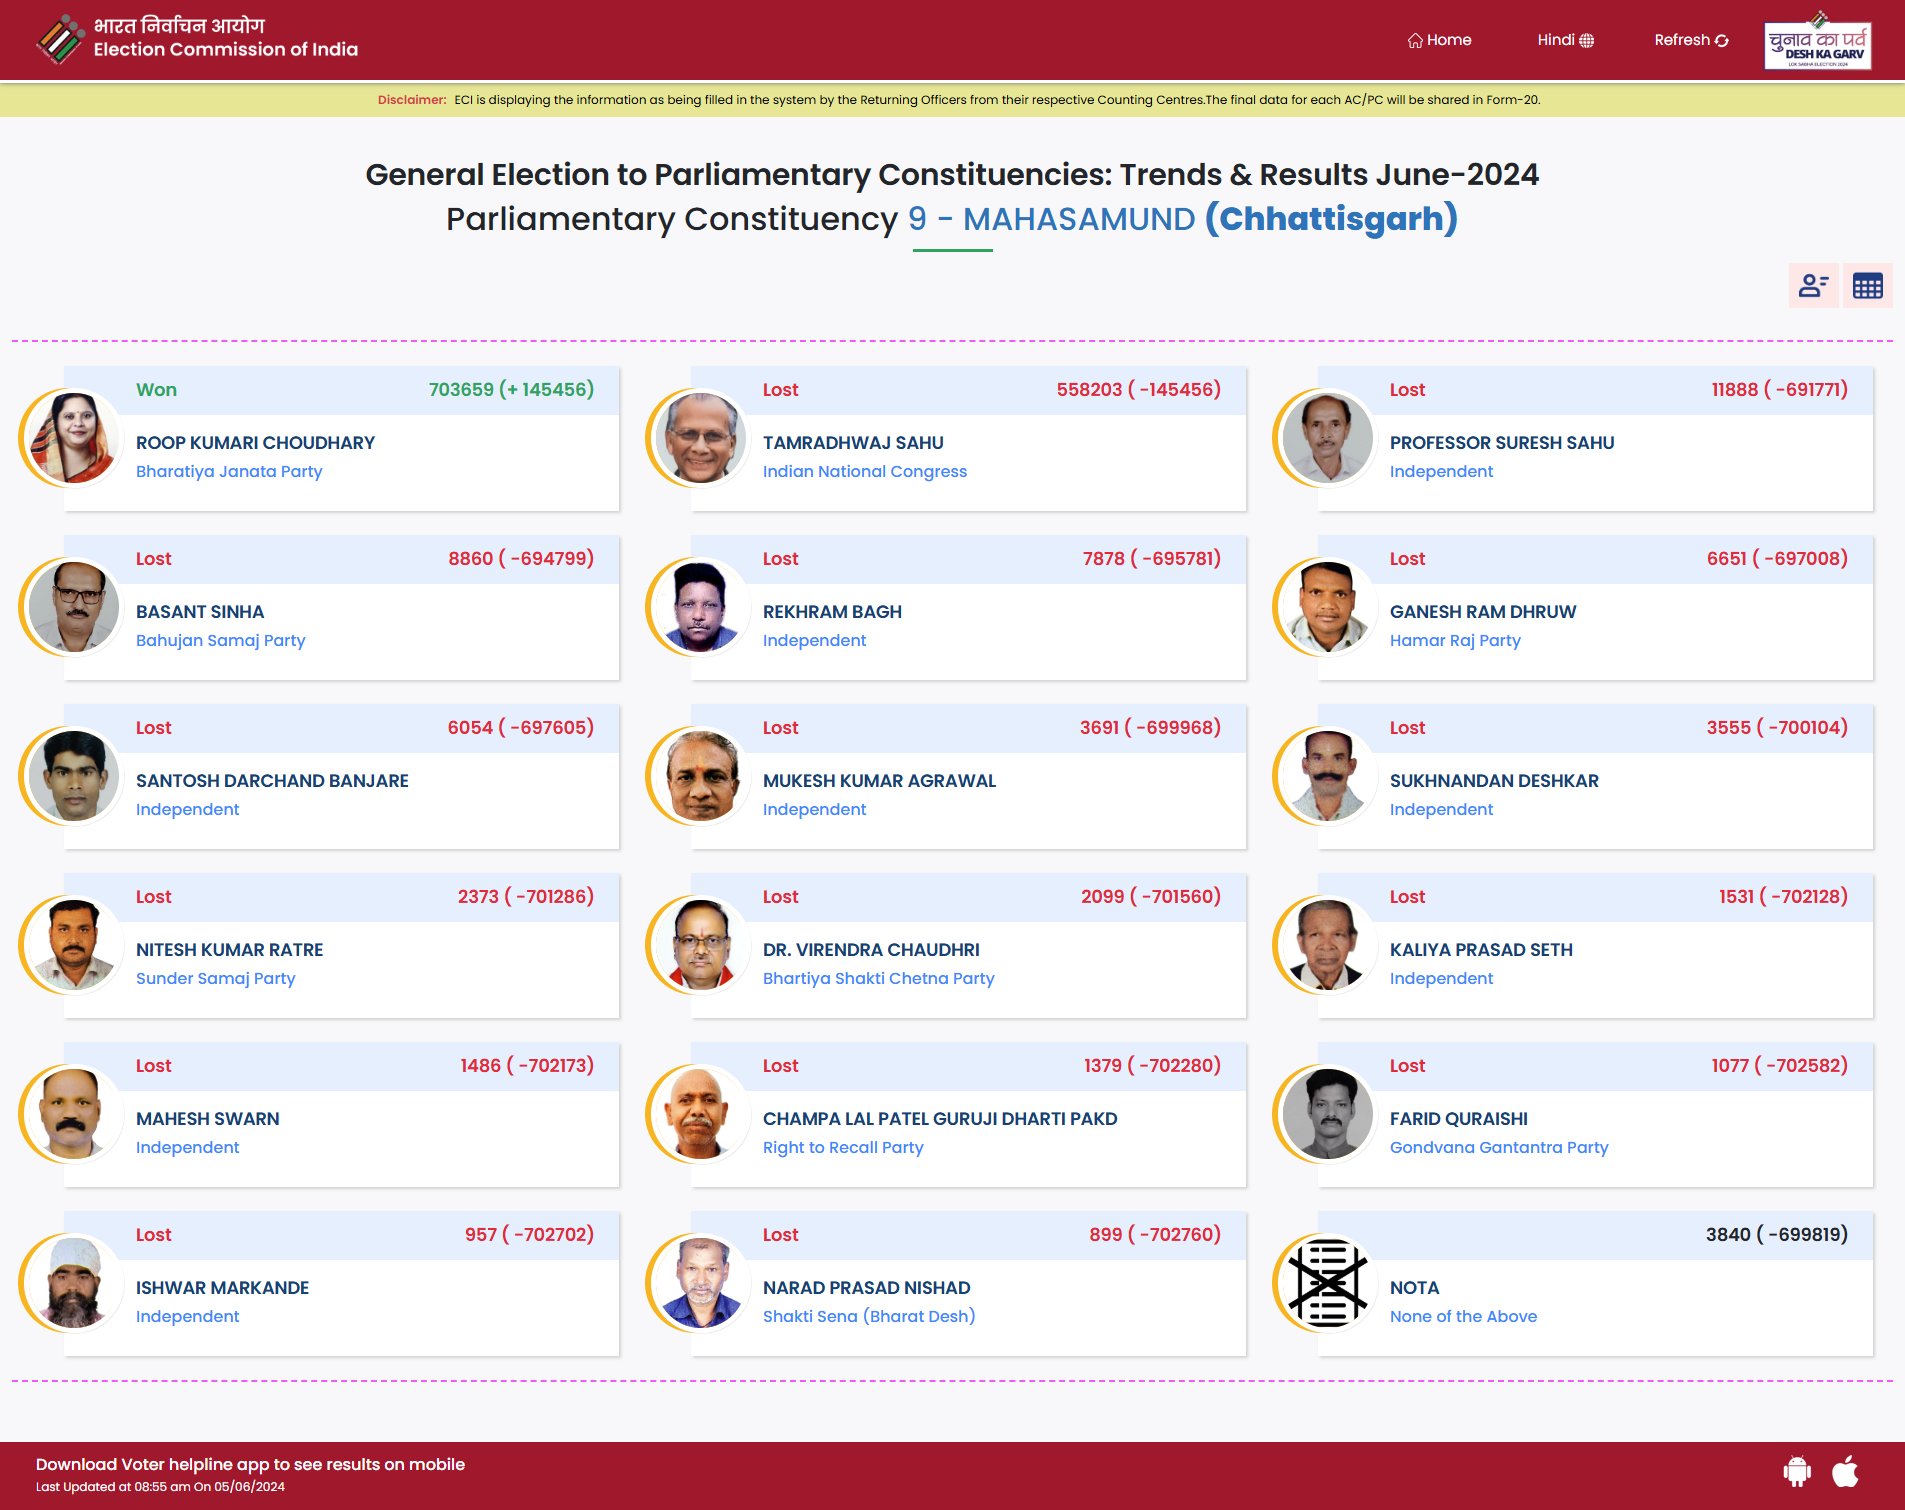 भारत निर्वाचन आयोग
Election Commission of India
Home
Hindi
Refresh
चुनाव का पर्व
DESH KA GARV
LOK SABHA ELECTION 2024
Disclaimer: ECI is displaying the information as being filled in the system by the Returning Officers from their respective Counting Centres.The final data for each AC/PC will be shared in Form-20.
General Election to Parliamentary Constituencies: Trends & Results June-2024
Parliamentary Constituency 9 - MAHASAMUND (Chhattisgarh)
Won 703659 (+ 145456)
ROOP KUMARI CHOUDHARY
Bharatiya Janata Party
Lost 558203 ( -145456)
TAMRADHWAJ SAHU
Indian National Congress
Lost 11888 ( -691771)
PROFESSOR SURESH SAHU
Independent
Lost 8860 ( -694799)
BASANT SINHA
Bahujan Samaj Party
Lost 7878 ( -695781)
REKHRAM BAGH
Independent
Lost 6651 ( -697008)
GANESH RAM DHRUW
Hamar Raj Party
Lost 6054 ( -697605)
SANTOSH DARCHAND BANJARE
Independent
Lost 3691 ( -699968)
MUKESH KUMAR AGRAWAL
Independent
Lost 3555 ( -700104)
SUKHNANDAN DESHKAR
Independent
Lost 2373 ( -701286)
NITESH KUMAR RATRE
Sunder Samaj Party
Lost 2099 ( -701560)
DR. VIRENDRA CHAUDHRI
Bhartiya Shakti Chetna Party
Lost 1531 ( -702128)
KALIYA PRASAD SETH
Independent
Lost 1486 ( -702173)
MAHESH SWARN
Independent
Lost 1379 ( -702280)
CHAMPA LAL PATEL GURUJI DHARTI PAKD
Right to Recall Party
Lost 1077 ( -702582)
FARID QURAISHI
Gondvana Gantantra Party
Lost 957 ( -702702)
ISHWAR MARKANDE
Independent
Lost 899 ( -702760)
NARAD PRASAD NISHAD
Shakti Sena (Bharat Desh)
3840 ( -699819)
NOTA
None of the Above
Download Voter helpline app to see results on mobile
Last Updated at 08:55 am On 05/06/2024